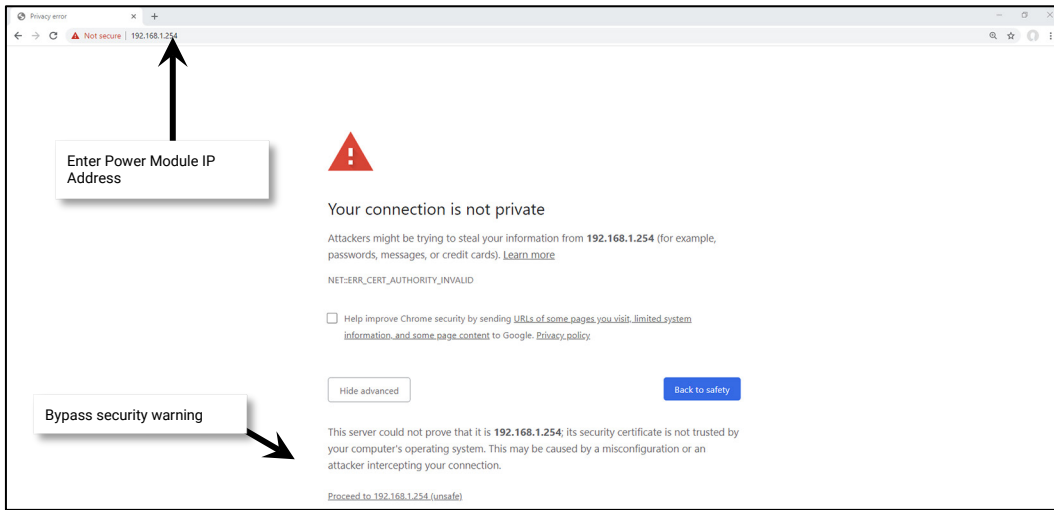 Privacy error
Not secure | 192.168.1.254
Enter Power Module IP
Address
Your connection is not private
Attackers might be trying to steal your information from 192.168.1.254 (for example,
passwords, messages, or credit cards). Learn more
NET::ERR_CERT_AUTHORITY_INVALID
Help improve Chrome security by sending URLs of some pages you visit, limited system
information, and some page content to Google. Privacy policy
Hide advanced
Back to safety
Bypass security warning
This server could not prove that it is 192.168.1.254; its security certificate is not trusted by
your computer's operating system. This may be caused by a misconfiguration or an
attacker intercepting your connection.
Proceed to 192.168.1.254 (unsafe)